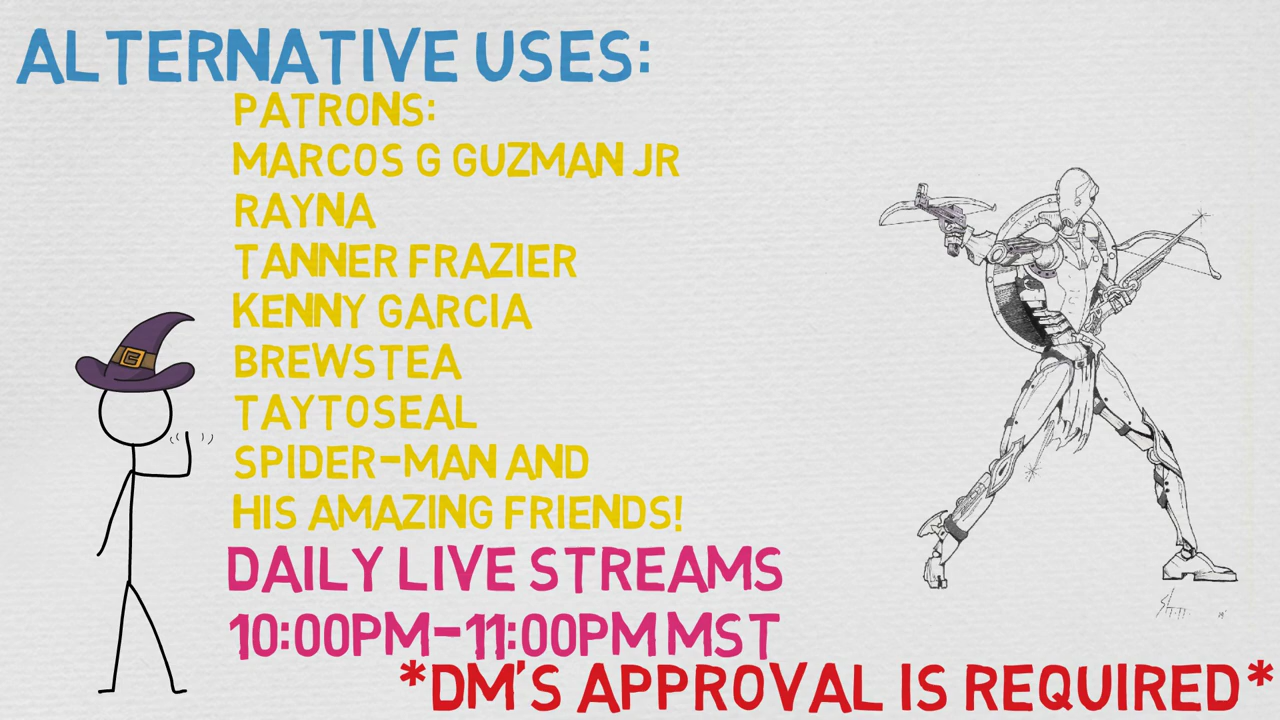 ALTERNATIVE USES:
PATRONS:
MARCOS G GUZMAN JR
RAYNA
TANNER FRAZIER
KENNY GARCIA
BREWSTEA
TAYTOSEAL
SPIDER-MAN AND
HIS AMAZING FRIENDS!
DAILY LIVE STREAMS
10:00PM-11:00PM MST
*DM'S APPROVAL IS REQUIRED*